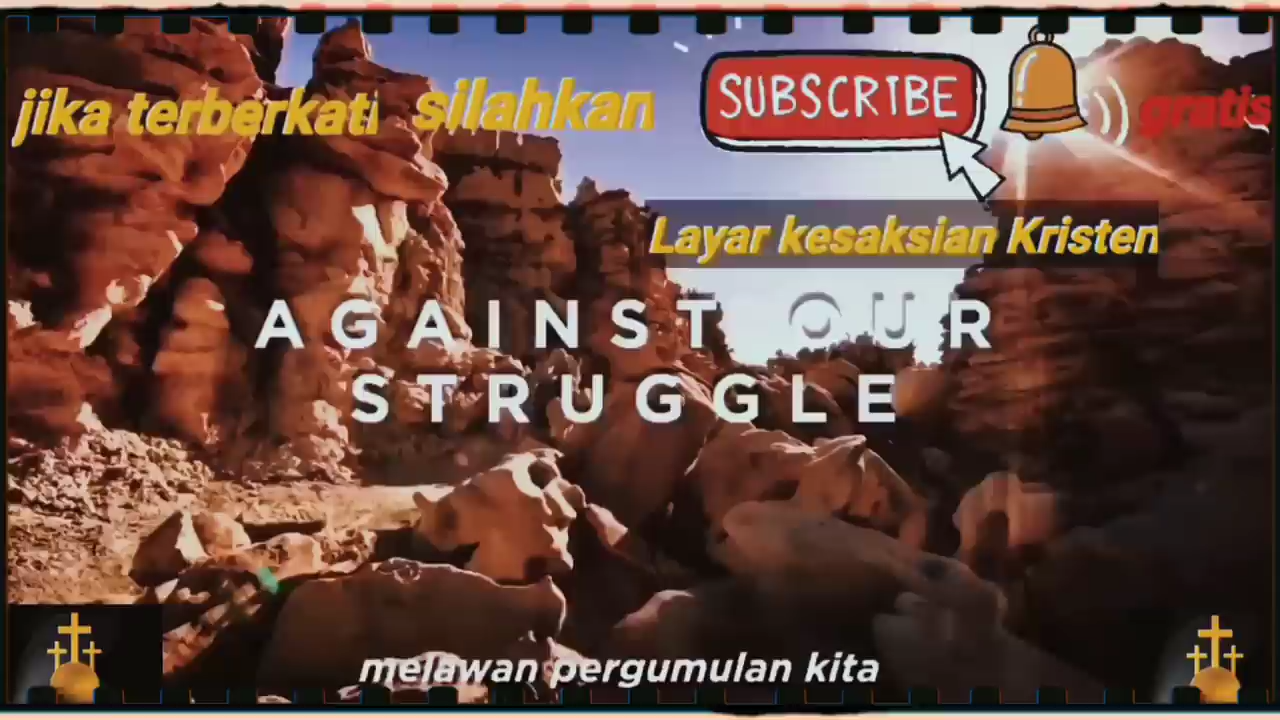 jika terberkati silahkan SUBSCRIBE gratis
Layar kesaksian Kristen
AGAINST OUR
STRUGGLE
melawan pergumulan kita